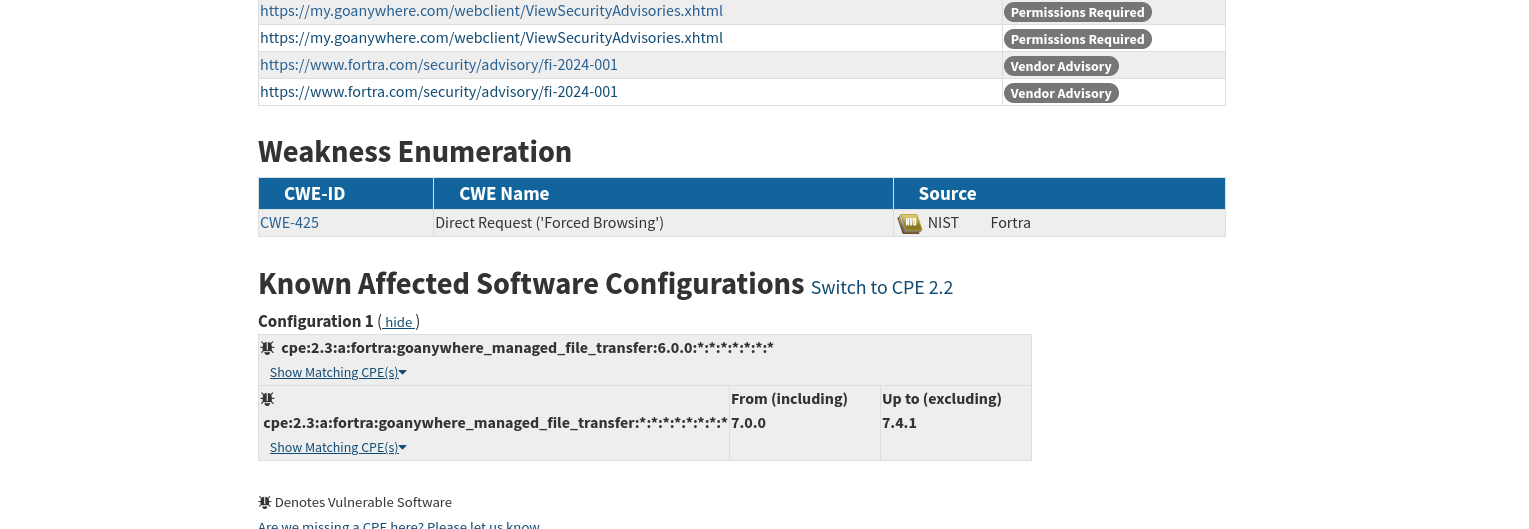 https://my.goanywhere.com/webclient/ViewSecurityAdvisories.xhtml Permissions Required
https://my.goanywhere.com/webclient/ViewSecurityAdvisories.xhtml Permissions Required
https://www.fortra.com/security/advisory/fi-2024-001 Vendor Advisory
https://www.fortra.com/security/advisory/fi-2024-001 Vendor Advisory
Weakness Enumeration
CWE-ID CWE Name Source
CWE-425 Direct Request ('Forced Browsing') NIST Fortra
Known Affected Software Configurations Switch to CPE 2.2
Configuration 1 ( hide )
cpe:2.3:a:fortra:goanywhere_managed_file_transfer:6.0.0:*:*:*:*:*:*:*
Show Matching CPE(s)
From (including) Up to (excluding)
cpe:2.3:a:fortra:goanywhere_managed_file_transfer:*:*:*:*:*:*:*:* 7.0.0 7.4.1
Show Matching CPE(s)
Denotes Vulnerable Software
Are we missing a CPE here? Please let us know